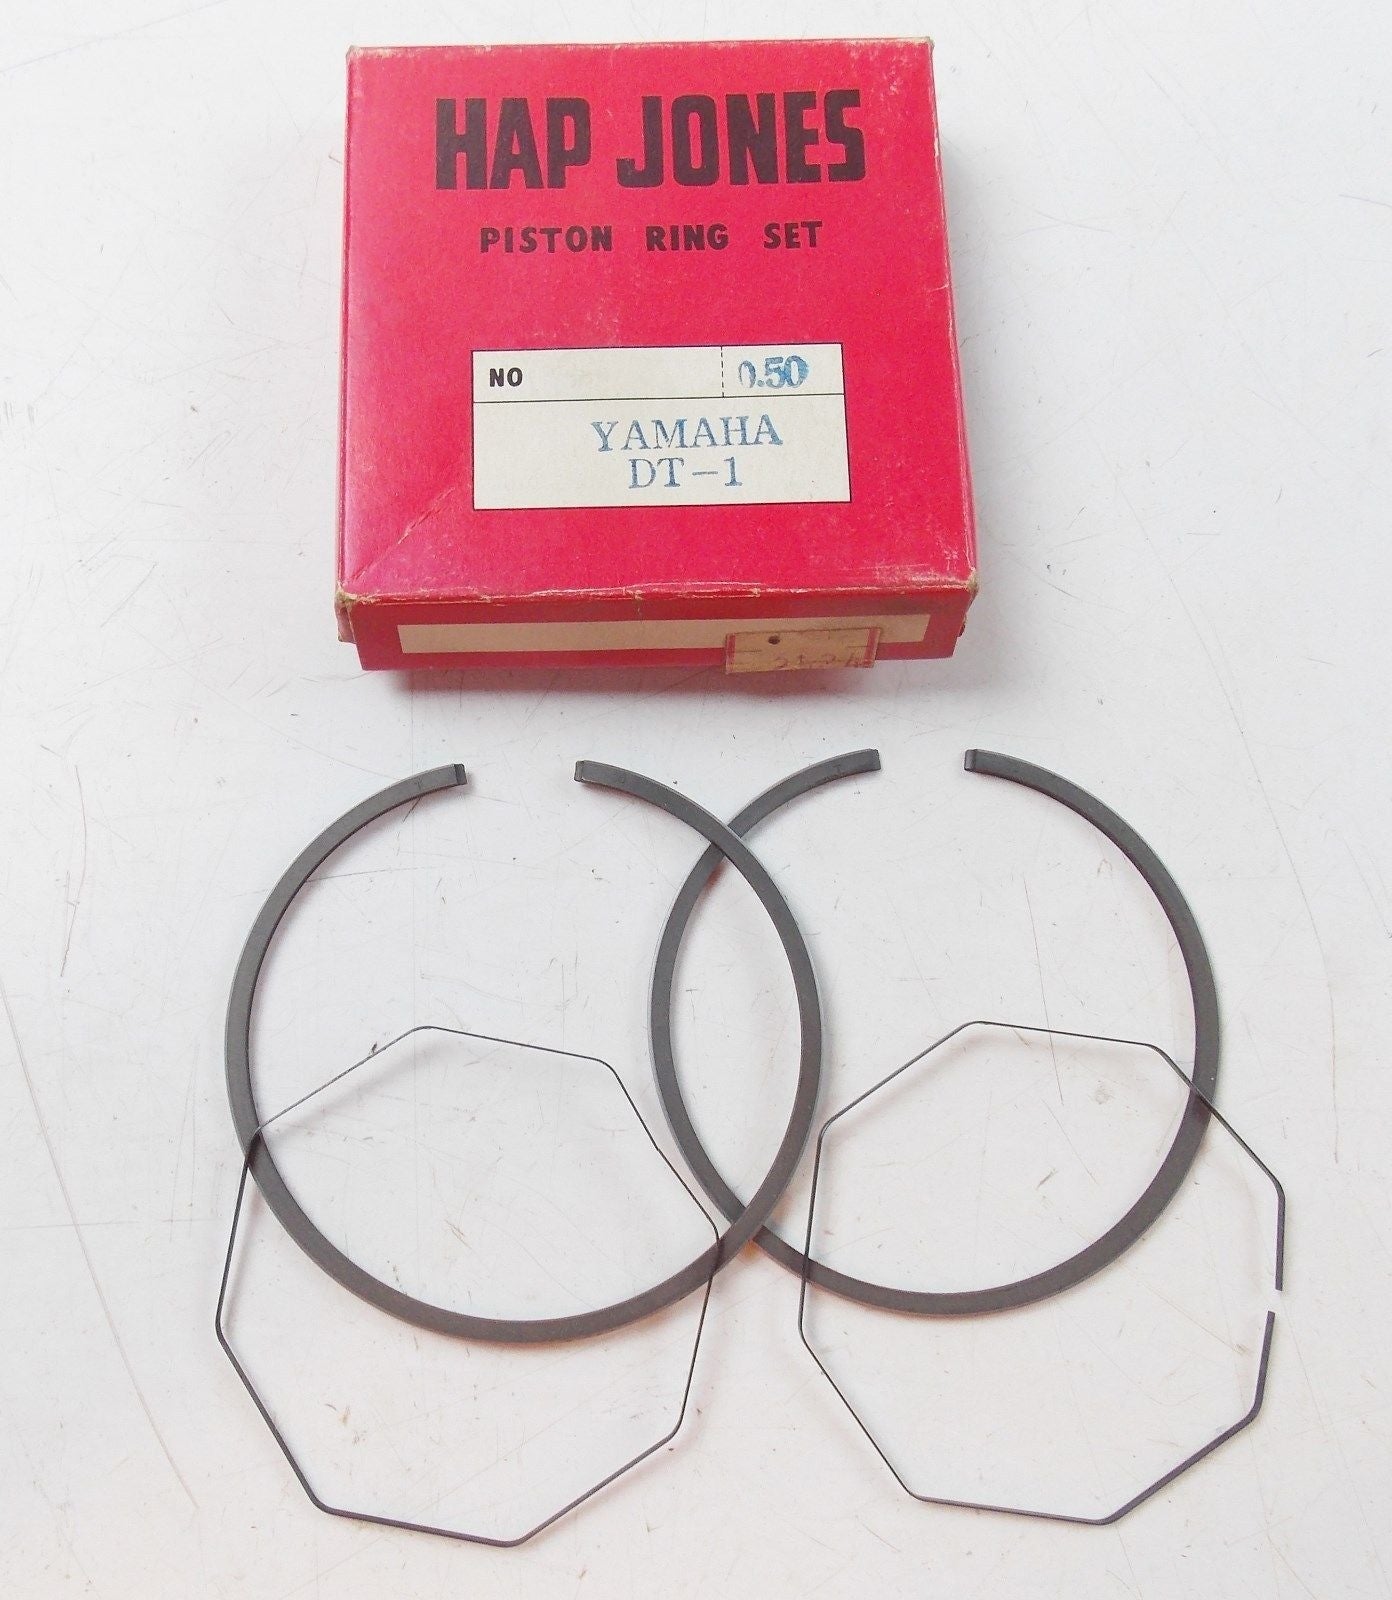 HAP JONES
PISTON RING SET
NO 0.50
YAMAHA
DT-1